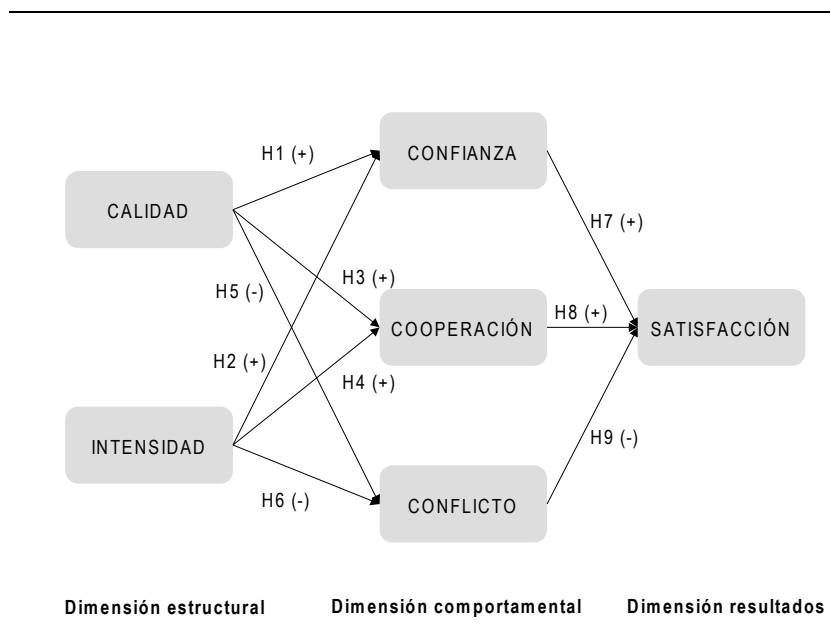 H1 (+)
CONFIANZA
CALIDAD
H7 (+)
H3 (+)
H5 (-)
COOPERACIÓN
H8 (+)
SATISFACCIÓN
H2 (+)
H4 (+)
INTENSIDAD
H9 (-)
H6 (-)
CONFLICTO
Dimensión estructural
Dimensión comportamental
Dimensión resultados